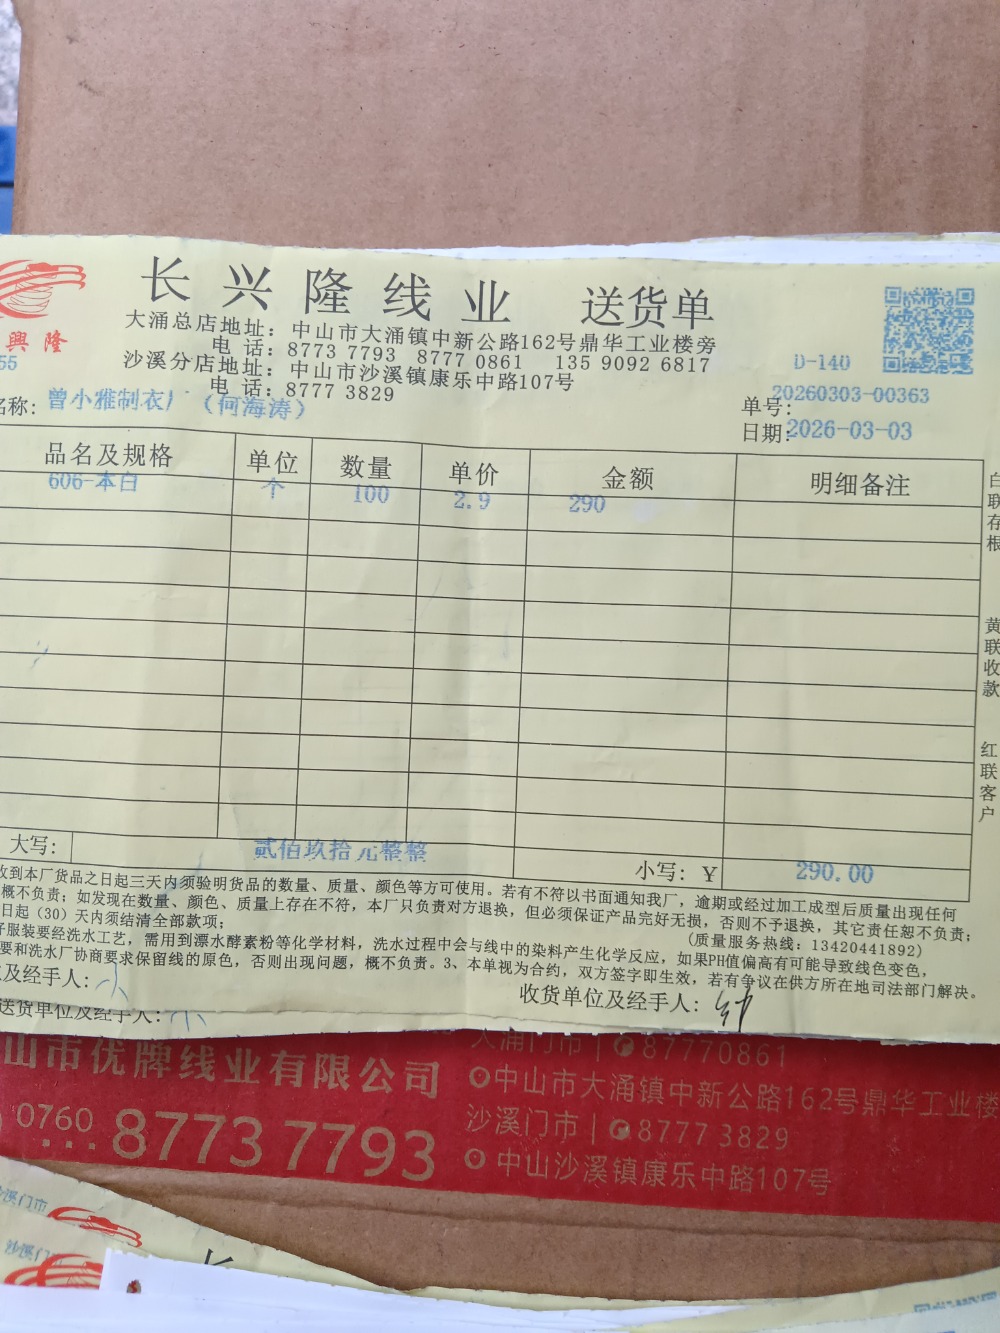 长兴隆线业 送货单
大涌总店地址：中山市大涌镇中新公路162号鼎华工业楼旁
电 话：8773 7793 8777 0861 135 9092 6817
沙溪分店地址：中山市沙溪镇康乐中路107号
电 话：8777 3829
興隆
55
D-140
名称：曾小雅制衣厂（何海涛）
单号：20260303-00363
日期：2026-03-03
品名及规格 单位 数量 单价 金额 明细备注
606-本白 个 100 2.9 290
白联存根 黄联收款 红联客户
大写：贰佰玖拾元整整 小写：Y 290.00
收到本厂货品之日起三天内须验明货品的数量、质量、颜色等方可使用。若有不符以书面通知我厂，逾期或经过加工成型后质量出现任何
概不负责；如发现在数量、颜色、质量上存在不符，本厂只负责对方退换，但必须保证产品完好无损，否则不予退换，其它责任恕不负责；
日起（30）天内须结清全部款项； （质量服务热线：13420441892）
服装要经洗水工艺，需用到漂水酵素粉等化学材料，洗水过程中会与线中的染料产生化学反应，如果PH值偏高有可能导致线色变色，
要和洗水厂协商要求保留线的原色，否则出现问题，概不负责。3、本单视为合约，双方签字即生效，若有争议在供方所在地司法部门解决。
及经手人：
收货单位及经手人：
送货单位及经手人：
山市优牌线业有限公司
0760 8773 7793
大涌门市 | 87770861
中山市大涌镇中新公路162号鼎华工业楼
沙溪门市 | 8777 3829
中山沙溪镇康乐中路107号
沙溪门市
沙溪门
长